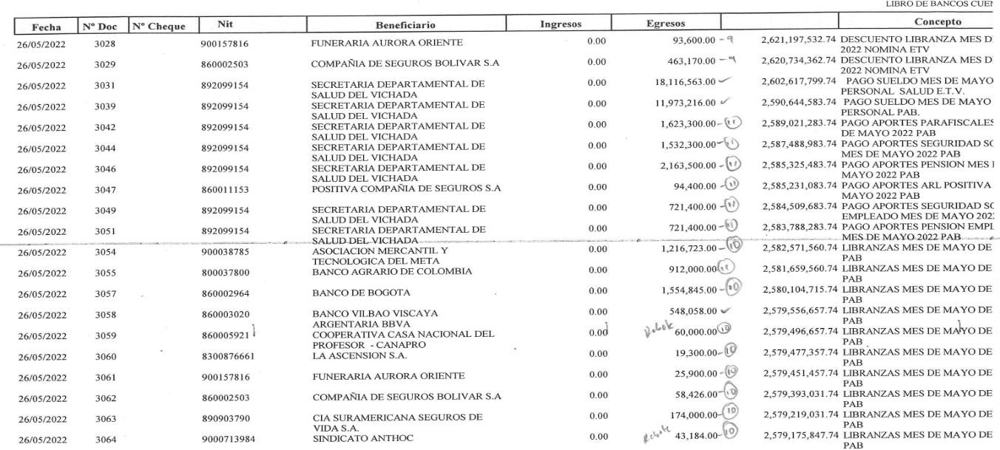 LIBRO DE BANCOS CUEN
Fecha Nº Doc Nº Cheque Nit Beneficiario Ingresos Egresos Concepto
26/05/2022 3028 900157816 FUNERARIA AURORA ORIENTE 0.00 93,600.00 - 9 2,621,197,532.74 DESCUENTO LIBRANZA MES D
2022 NOMINA ETV
26/05/2022 3029 860002503 COMPAÑIA DE SEGUROS BOLIVAR S.A 0.00 463,170.00 - 9 2,620,734,362.74 DESCUENTO LIBRANZA MES D
2022 NOMINA ETV
26/05/2022 3031 892099154 SECRETARIA DEPARTAMENTAL DE 0.00 18,116,563.00 ✓ 2,602,617,799.74 PAGO SUELDO MES DE MAYO
SALUD DEL VICHADA PERSONAL SALUD E.T.V.
26/05/2022 3039 892099154 SECRETARIA DEPARTAMENTAL DE 0.00 11,973,216.00 ✓ 2,590,644,583.74 PAGO SUELDO MES DE MAYO
SALUD DEL VICHADA PERSONAL PAB.
26/05/2022 3042 892099154 SECRETARIA DEPARTAMENTAL DE 0.00 1,623,300.00 - 11 2,589,021,283.74 PAGO APORTES PARAFISCALES
SALUD DEL VICHADA DE MAYO 2022 PAB
26/05/2022 3044 892099154 SECRETARIA DEPARTAMENTAL DE 0.00 1,532,300.00 - 11 2,587,488,983.74 PAGO APORTES SEGURIDAD SO
SALUD DEL VICHADA MES DE MAYO 2022 PAB
26/05/2022 3046 892099154 SECRETARIA DEPARTAMENTAL DE 0.00 2,163,500.00 - 11 2,585,325,483.74 PAGO APORTES PENSION MES
SALUD DEL VICHADA MAYO 2022 PAB
26/05/2022 3047 860011153 POSITIVA COMPAÑIA DE SEGUROS S.A 0.00 94,400.00 - 11 2,585,231,083.74 PAGO APORTES ARL POSITIVA
MAYO 2022 PAB
26/05/2022 3049 892099154 SECRETARIA DEPARTAMENTAL DE 0.00 721,400.00 - 11 2,584,509,683.74 PAGO APORTES SEGURIDAD SO
SALUD DEL VICHADA EMPLEADO MES DE MAYO 202
26/05/2022 3051 892099154 SECRETARIA DEPARTAMENTAL DE 0.00 721,400.00 - 11 2,583,788,283.74 PAGO APORTES PENSION EMPL
SALUD DEL VICHADA MES DE MAYO 2022 PAB
26/05/2022 3054 900038785 ASOCIACION MERCANTIL Y 0.00 1,216,723.00 - 10 2,582,571,560.74 LIBRANZAS MES DE MAYO DE
TECNOLOGICA DEL META PAB
26/05/2022 3055 800037800 BANCO AGRARIO DE COLOMBIA 0.00 912,000.00 11 2,581,659,560.74 LIBRANZAS MES DE MAYO DE
PAB
26/05/2022 3057 860002964 BANCO DE BOGOTA 0.00 1,554,845.00 - 10 2,580,104,715.74 LIBRANZAS MES DE MAYO DE
PAB
26/05/2022 3058 860003020 BANCO VILBAO VISCAYA 0.00 548,058.00 ✓ 2,579,556,657.74 LIBRANZAS MES DE MAYO DE
ARGENTARIA BBVA PAB
26/05/2022 3059 860005921 COOPERATIVA CASA NACIONAL DEL 0.00 Rebote 60,000.00 10 2,579,496,657.74 LIBRANZAS MES DE MAYO DE
PROFESOR - CANAPRO PAB
26/05/2022 3060 8300876661 LA ASCENSION S.A. 0.00 19,300.00 - 10 2,579,477,357.74 LIBRANZAS MES DE MAYO DE
PAB
26/05/2022 3061 900157816 FUNERARIA AURORA ORIENTE 0.00 25,900.00 - 10 2,579,451,457.74 LIBRANZAS MES DE MAYO DE
PAB
26/05/2022 3062 860002503 COMPAÑIA DE SEGUROS BOLIVAR S.A 0.00 58,426.00 - 10 2,579,393,031.74 LIBRANZAS MES DE MAYO DE
PAB
26/05/2022 3063 890903790 CIA SURAMERICANA SEGUROS DE 0.00 174,000.00 - 10 2,579,219,031.74 LIBRANZAS MES DE MAYO DE
VIDA S.A. PAB
26/05/2022 3064 9000713984 SINDICATO ANTHOC 0.00 Rebote 43,184.00 - 10 2,579,175,847.74 LIBRANZAS MES DE MAYO DE
PAB